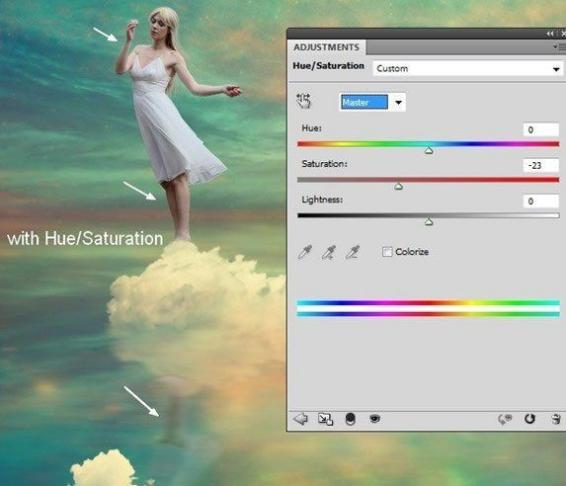 ADJUSTMENTS
Hue/Saturation Custom
Master
Hue: 0
Saturation: -23
Lightness: 0
Colorize
with Hue/Saturation